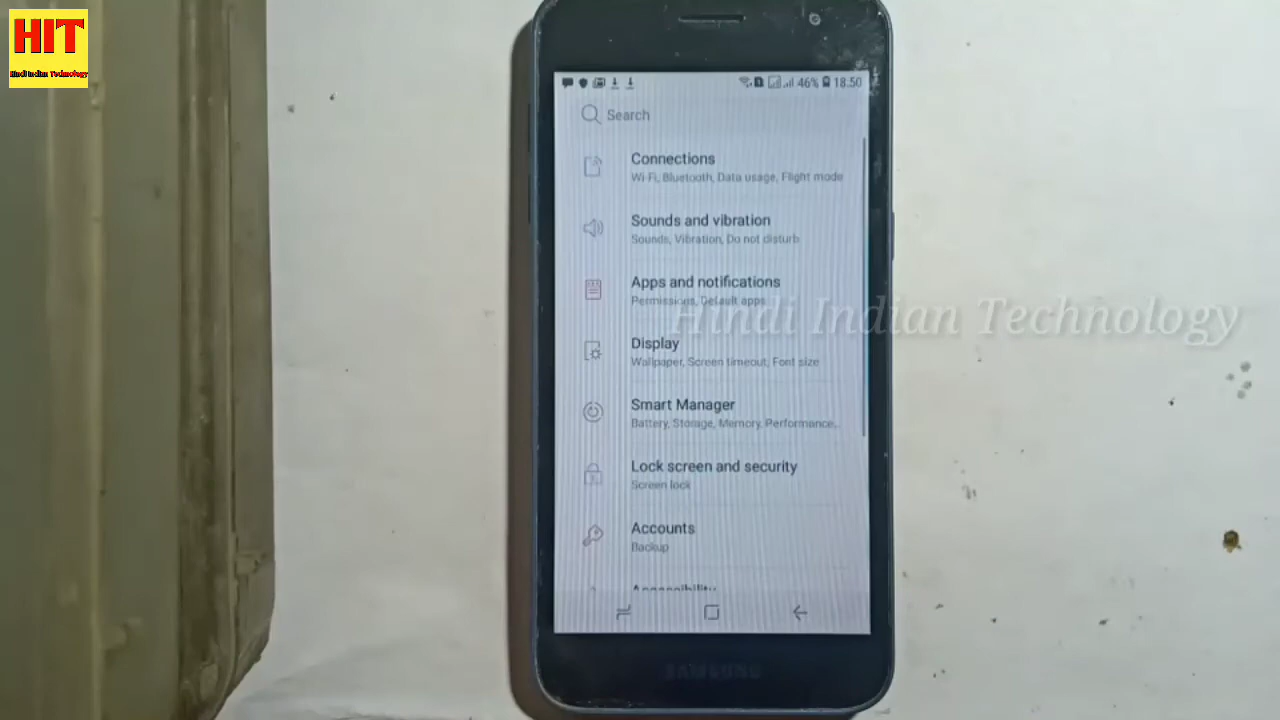 HIT
Hindi Indian Technology
46% 18.50
Search
Connections
Wi-Fi, Bluetooth, Data usage, Flight mode
Sounds and vibration
Sounds, Vibration, Do not disturb
Apps and notifications
Permissions, Default apps
Hindi Indian Technology
Display
Wallpaper, Screen timeout, Font size
Smart Manager
Battery, Storage, Memory, Performance...
Lock screen and security
Screen lock
Accounts
Backup
Accessibility
SAMSUNG